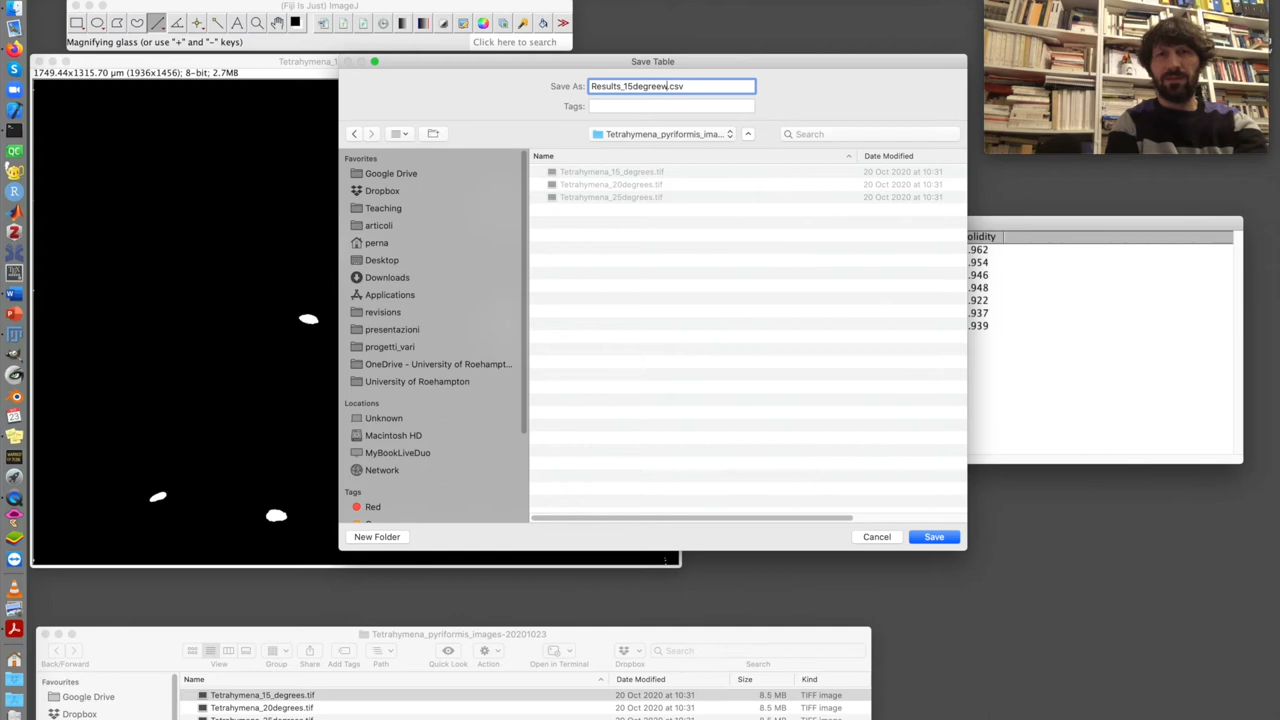 (Fiji Is Just) ImageJ
Magnifying glass (or use "+" and "-" keys)
Click here to search
Tetrahymena_1
1749.44x1315.70 µm (1936x1456); 8-bit; 2.7MB
Save Table
Save As: Results_15degreew.csv
Tags:
Tetrahymena_pyriformis_ima...
Search
Favorites
Google Drive
Dropbox
Teaching
articoli
perna
Desktop
Downloads
Applications
revisions
presentazioni
progetti_vari
OneDrive - University of Roehampt...
University of Roehampton
Locations
Unknown
Macintosh HD
MyBookLiveDuo
Network
Tags
Red
Name Date Modified
Tetrahymena_15_degrees.tif 20 Oct 2020 at 10:31
Tetrahymena_20degrees.tif 20 Oct 2020 at 10:31
Tetrahymena_25degrees.tif 20 Oct 2020 at 10:31
New Folder Cancel Save
olidity
.962
.954
.946
.948
.922
.937
.939
Tetrahymena_pyriformis_images-20201023
Back/Forward View Group Share Add Tags Path Quick Look Action Open in Terminal Dropbox Search
Search
Favourites
Google Drive
Dropbox
Name Date Modified Size Kind
Tetrahymena_15_degrees.tif 20 Oct 2020 at 10:31 8.5 MB TIFF image
Tetrahymena_20degrees.tif 20 Oct 2020 at 10:31 8.5 MB TIFF image